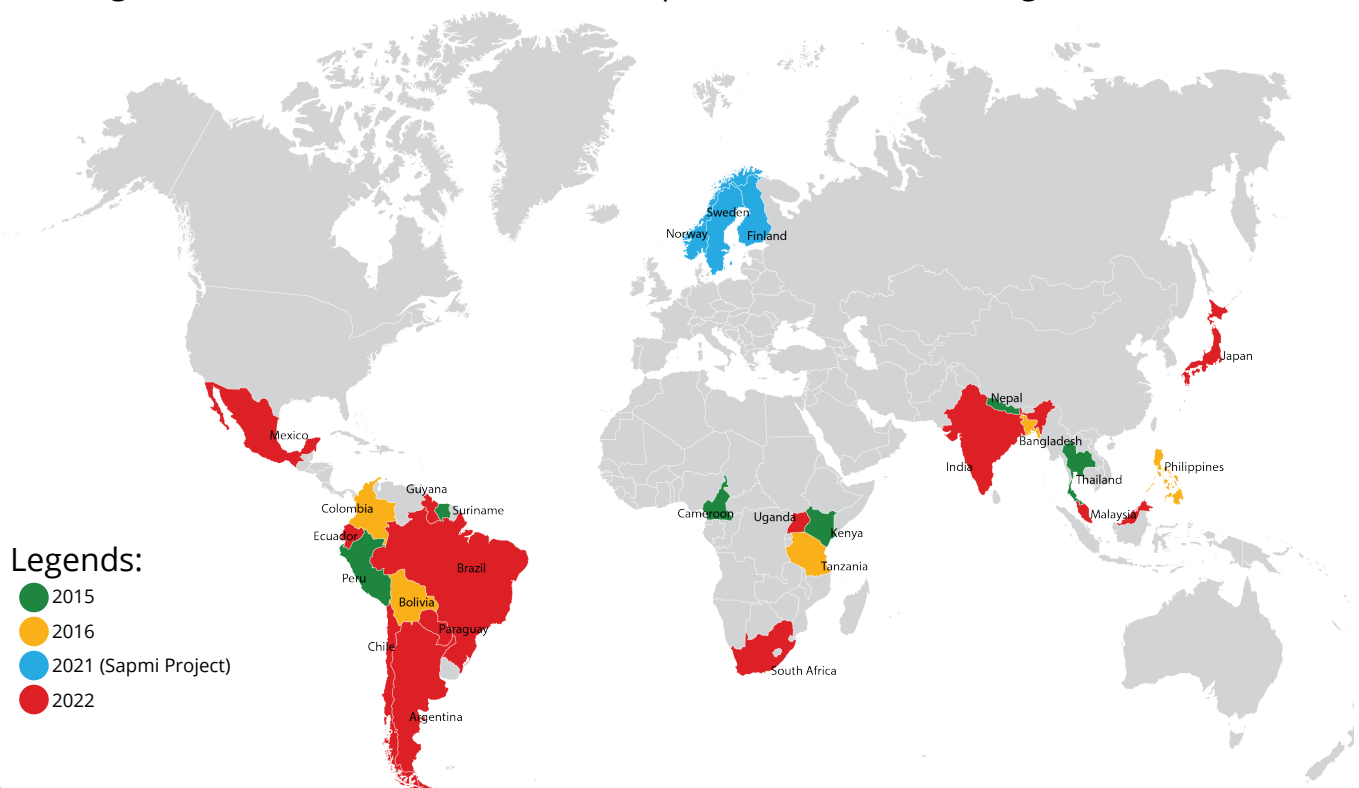 Sweden
Norway
Finland
Japan
Nepal
Mexico
Bangladesh
India
Philippines
Thailand
Guyana
Colombia
Suriname
Cameroon
Uganda
Malaysia
Ecuador
Kenya
Legends:
Brazil
Tanzania
Peru
2015
Bolivia
2016
Paraguay
Chile
2021 (Sapmi Project)
South Africa
2022
Argentina